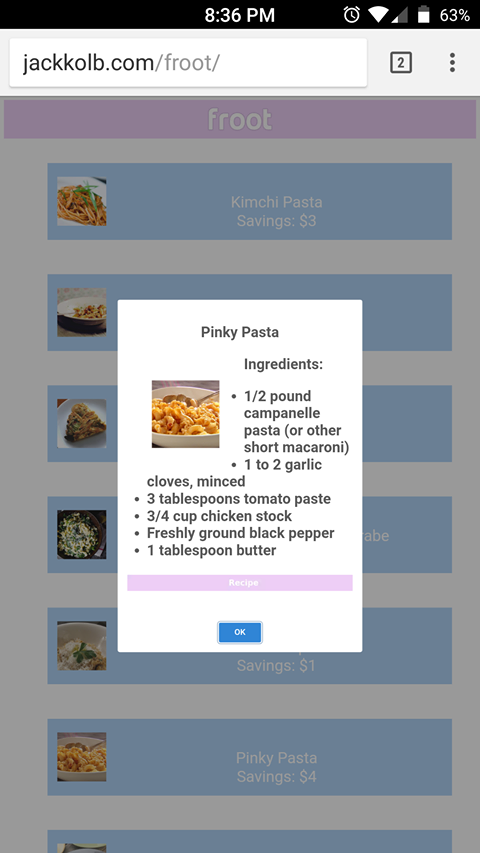 8:36 PM
63%
jackkolb.com/froot/
2
froot
Kimchi Pasta
Savings: $3
Pinky Pasta
Ingredients:
• 1/2 pound
campanelle
pasta (or other
short macaroni)
• 1 to 2 garlic
cloves, minced
• 3 tablespoons tomato paste
• 3/4 cup chicken stock
• Freshly ground black pepper
• 1 tablespoon butter
Recipe
OK
Savings: $1
Pinky Pasta
Savings: $4